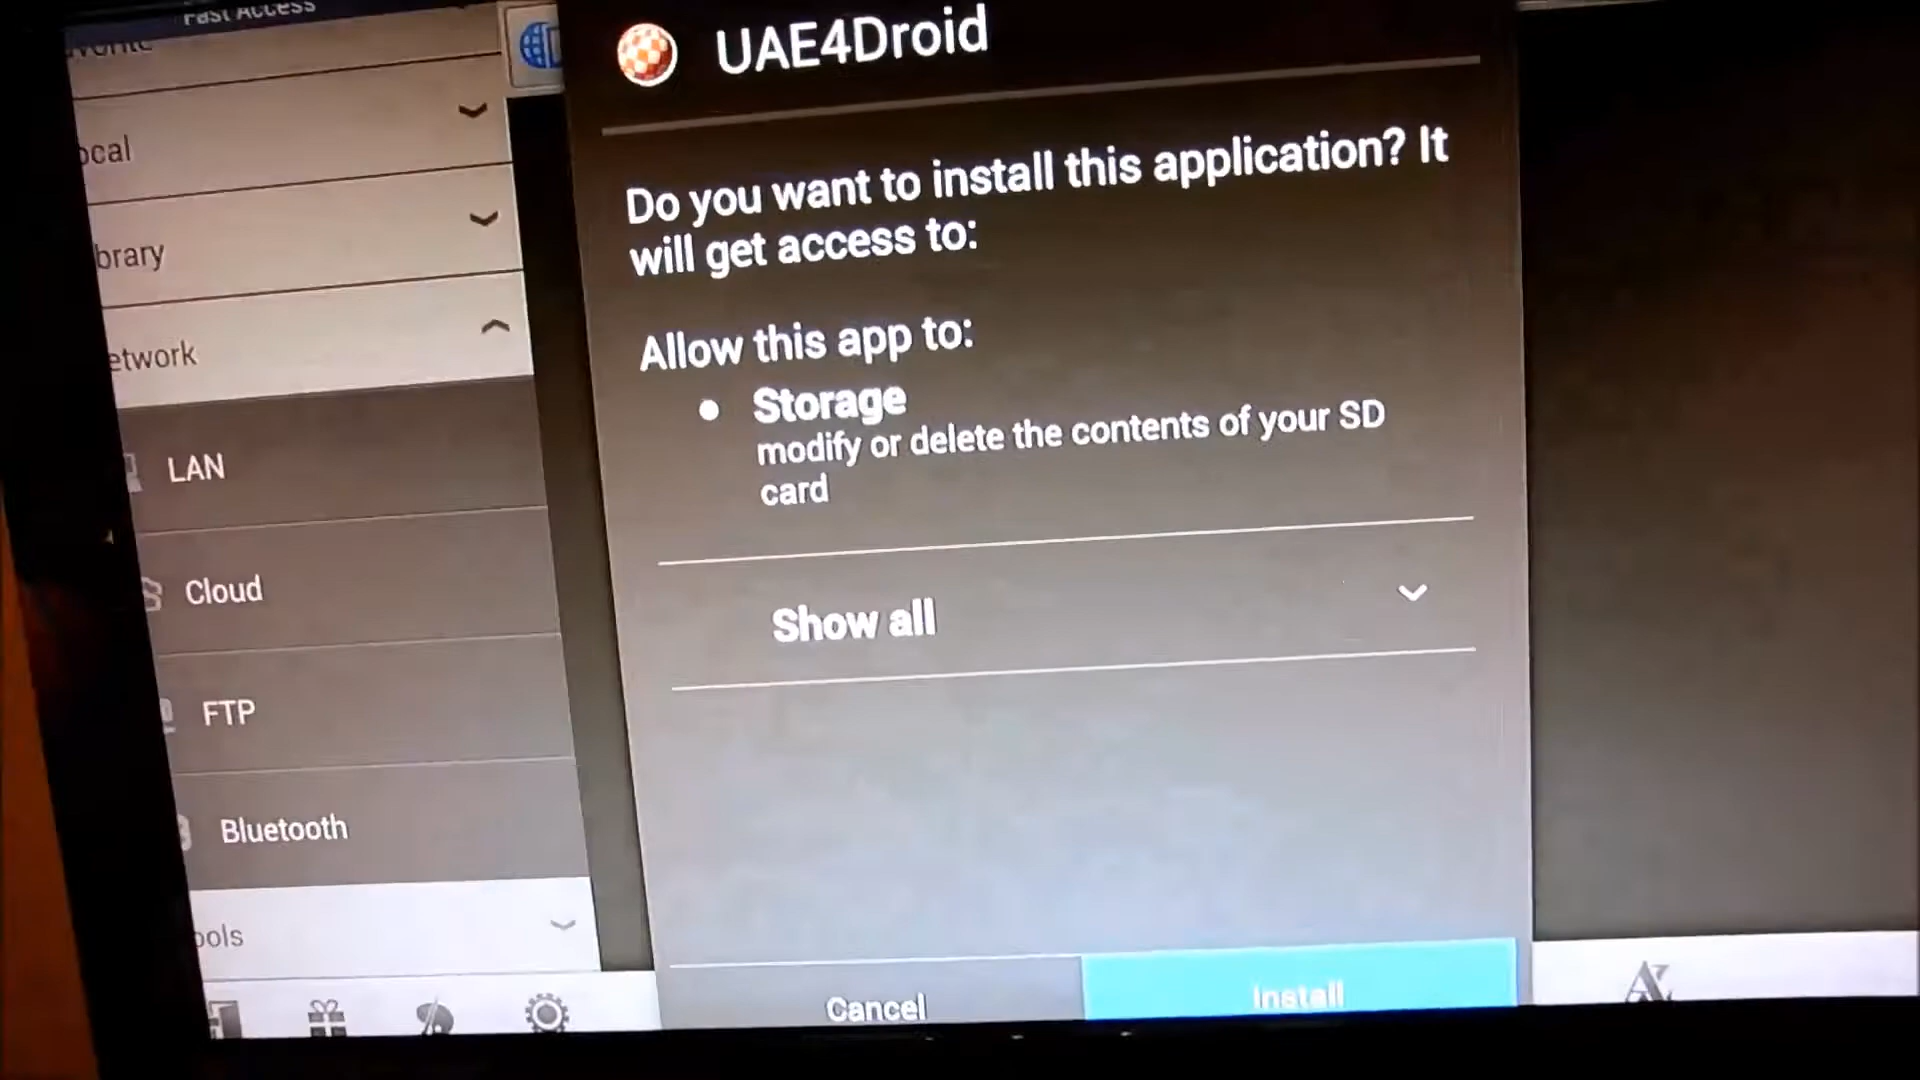 Fast Access
UAE4Droid
Do you want to install this application? It
will get access to:
Allow this app to:
Storage
modify or delete the contents of your SD
card
Show all
Cancel
Install
ocal
brary
etwork
LAN
Cloud
FTP
Bluetooth
ools